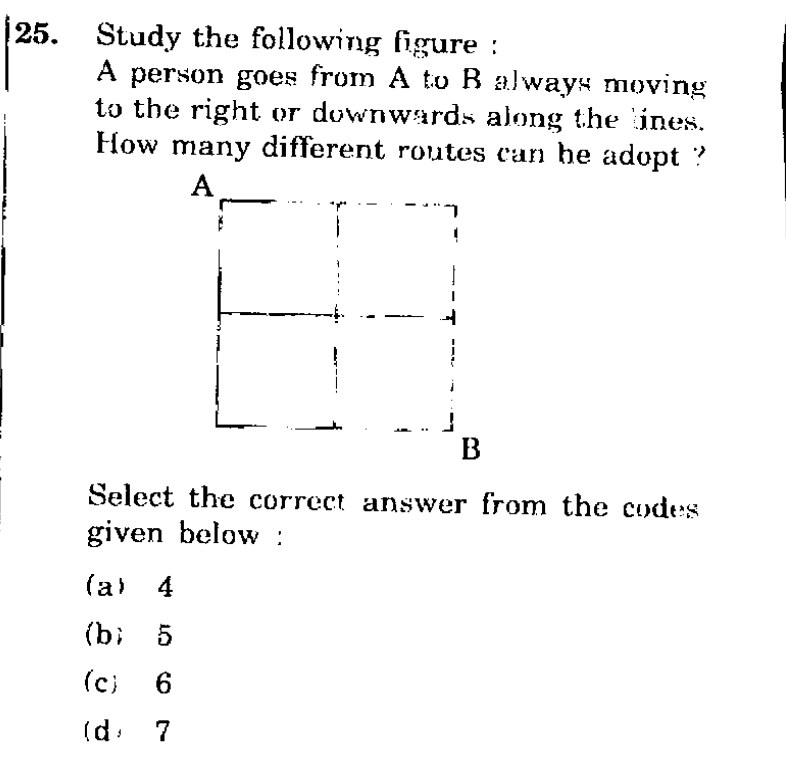 25. Study the following figure :
A person goes from A to B always moving
to the right or downwards along the lines.
How many different routes can he adopt ?
A
B
Select the correct answer from the codes
given below :
(a) 4
(b) 5
(c) 6
(d) 7